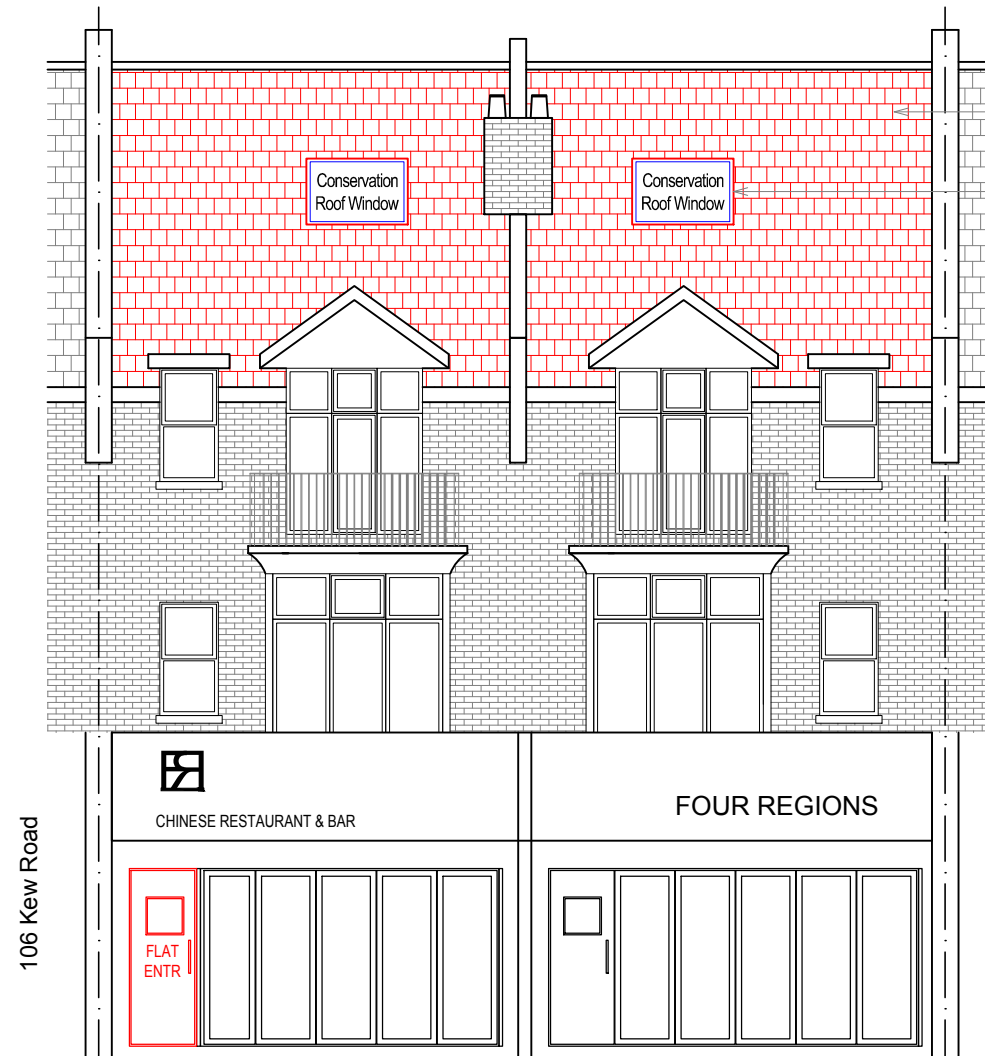 Conservation
Roof Window
Conservation
Roof Window
CHINESE RESTAURANT & BAR
FOUR REGIONS
106 Kew Road
FLAT
ENTR